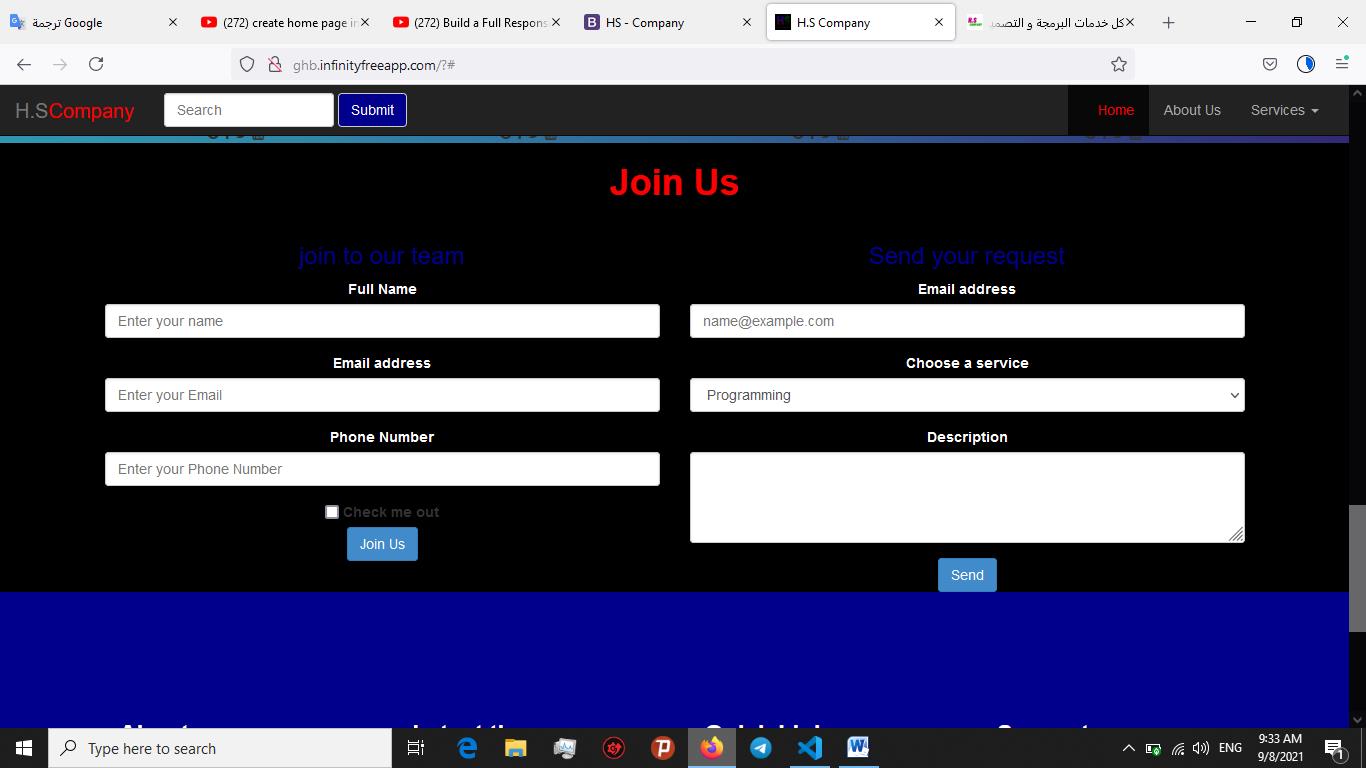 ترجمة Google
(272) create home page in
(272) Build a Full Respons
HS - Company
H.S Company
كل خدمات البرمجة و التصم
ghb.infinityfreeapp.com/?#
H.SCompany
Search
Submit
Home
About Us
Services
Join Us
join to our team
Send your request
Full Name
Email address
Enter your name
name@example.com
Email address
Choose a service
Enter your Email
Programming
Phone Number
Description
Enter your Phone Number
Check me out
Join Us
Send
Type here to search
ENG
9:33 AM
9/8/2021
1